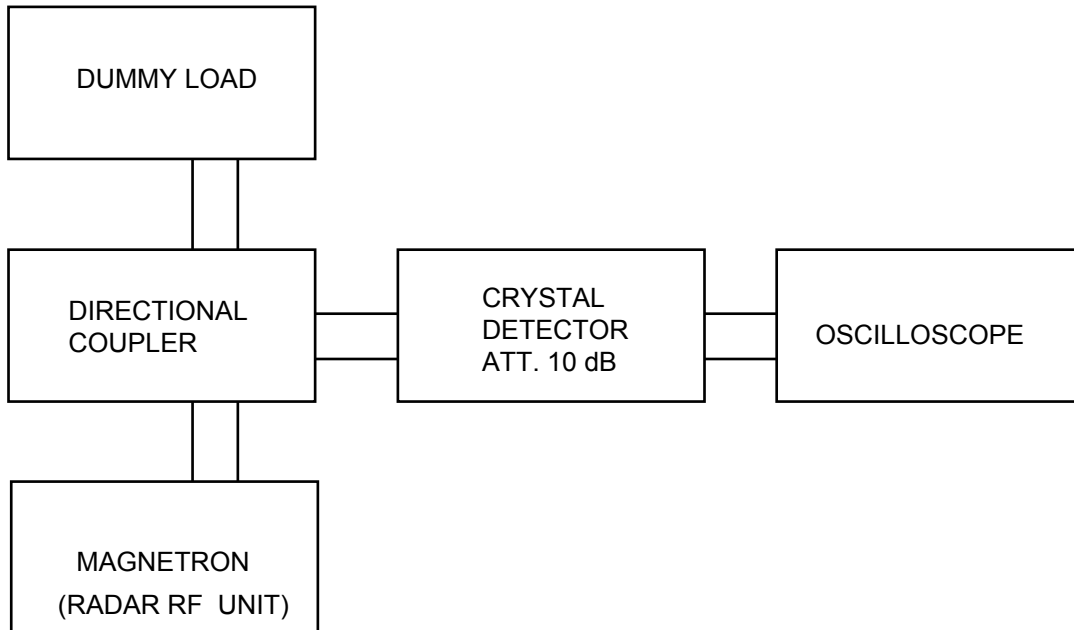 DUMMY LOAD
DIRECTIONAL
COUPLER
CRYSTAL
DETECTOR
ATT. 10 dB
OSCILLOSCOPE
MAGNETRON
(RADAR RF UNIT)